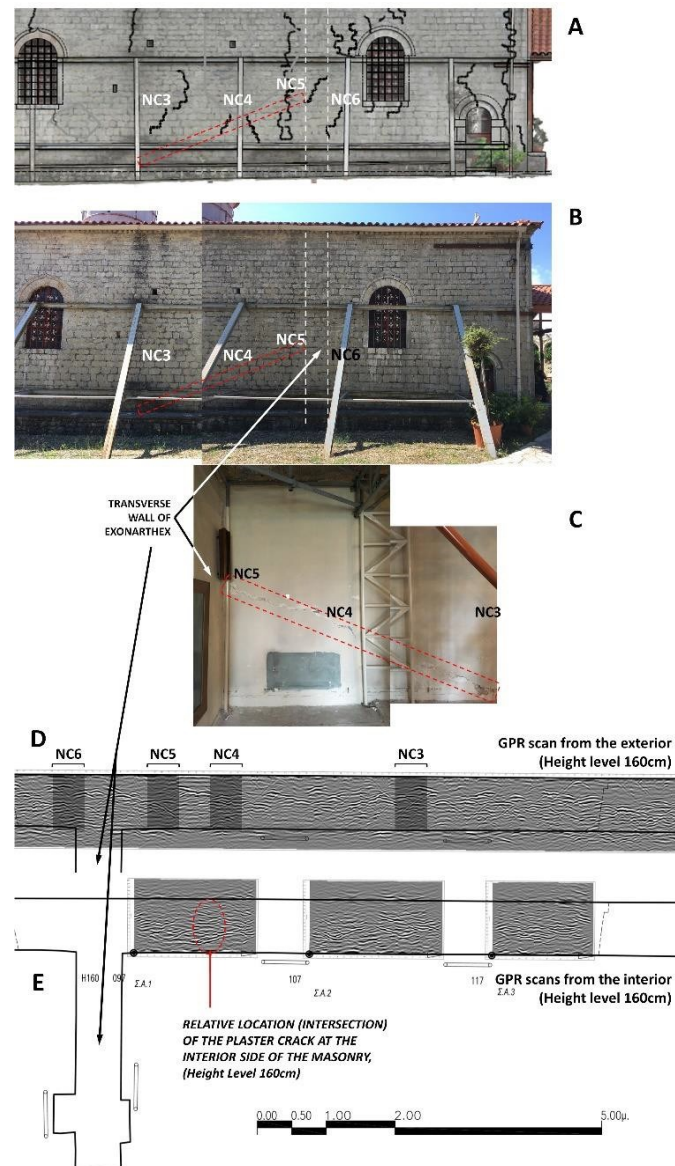 A
NC3
NC4
NC5
NC6
B
NC3
NC4
NC5
NC6
TRANSVERSE
WALL OF
EXONARTHEX
C
NC5
NC4
NC3
D
NC6
NC5
NC4
NC3
GPR scan from the exterior
(Height level 160cm)
E
H160
097
Σ.Α.1
107
Σ.Α.2
117
Σ.Α.3
GPR scans from the interior
(Height level 160cm)
RELATIVE LOCATION (INTERSECTION)
OF THE PLASTER CRACK AT THE
INTERIOR SIDE OF THE MASONRY,
(Height Level 160cm)
0.00 0.50 1.00 2.00 5.00μ.